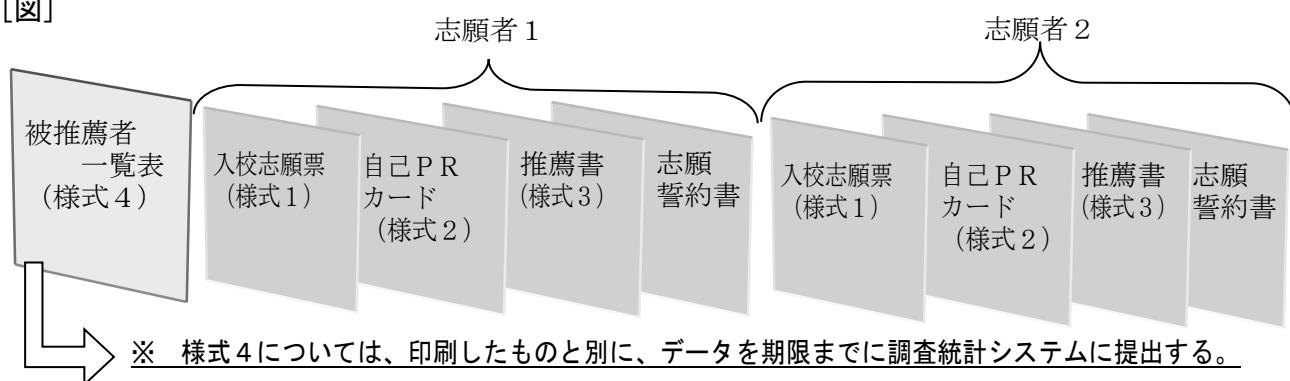 ［図］
志願者１
志願者２
被推薦者
一覧表
（様式４）
入校志願票
（様式１）
自己ＰＲ
カード
（様式２）
推薦書
（様式３）
志願
誓約書
入校志願票
（様式１）
自己ＰＲ
カード
（様式２）
推薦書
（様式３）
志願
誓約書
※　様式４については、印刷したものと別に、データを期限までに調査統計システムに提出する。